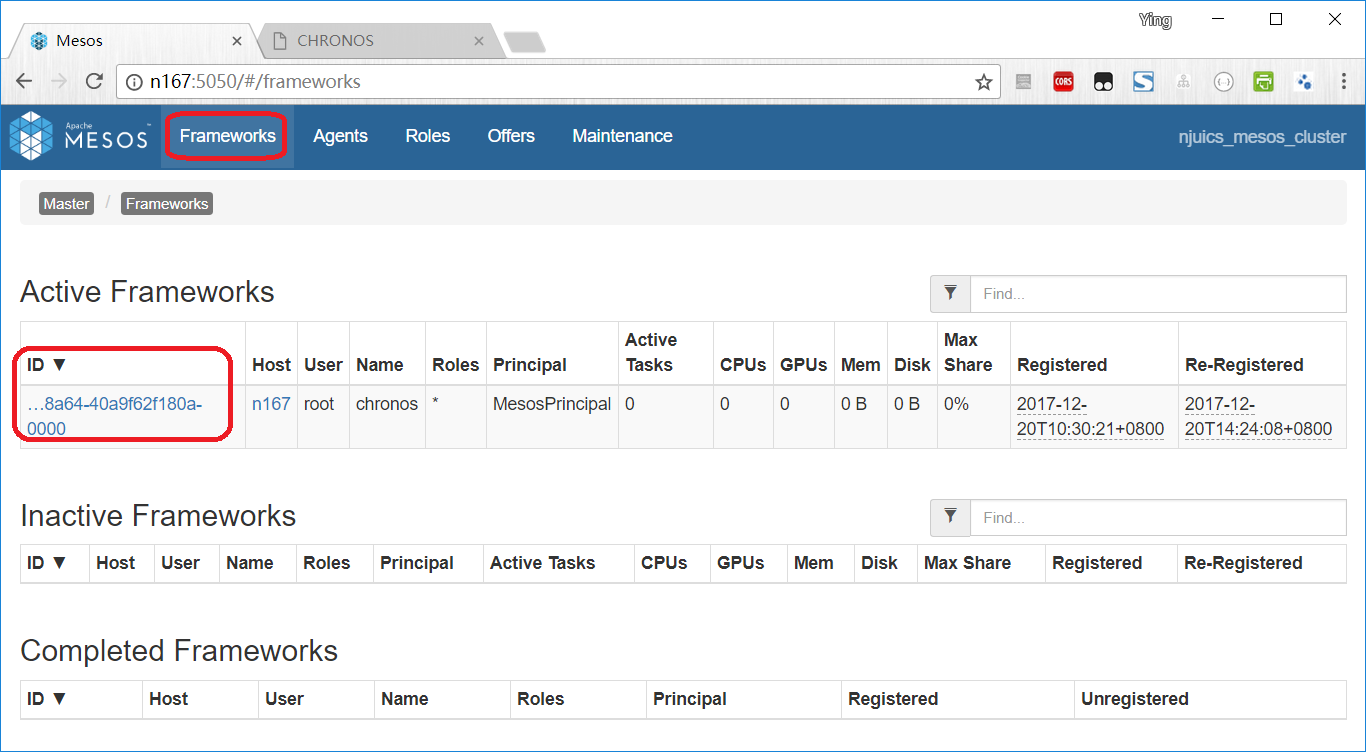 Ying
Mesos
CHRONOS
n167:5050/#/frameworks
CORS
Apache
MESOS™
Frameworks Agents Roles Offers Maintenance njuics_mesos_cluster
Master / Frameworks
Active Frameworks
Find...
ID ▼ Host User Name Roles Principal Active Tasks CPUs GPUs Mem Disk Max Share Registered Re-Registered
…8a64-40a9f62f180a- n167 root chronos * MesosPrincipal 0 0 0 0 B 0 B 0% 2017-12- 2017-12-
0000 20T10:30:21+0800 20T14:24:08+0800
Inactive Frameworks
Find...
ID ▼ Host User Name Roles Principal Active Tasks CPUs GPUs Mem Disk Max Share Registered Re-Registered
Completed Frameworks
ID ▼ Host User Name Roles Principal Registered Unregistered